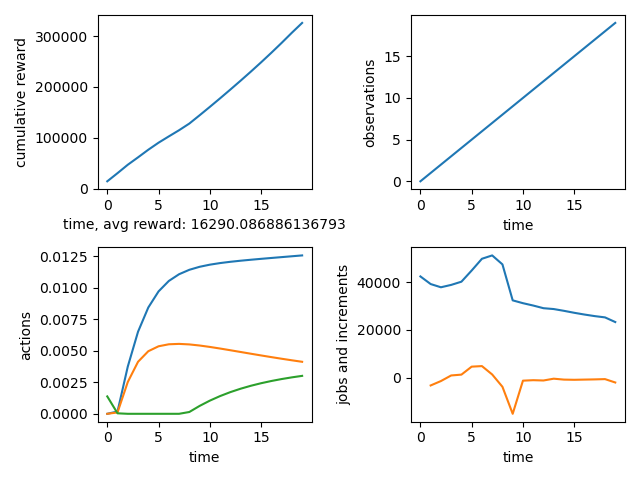 cumulative reward
300000
200000
100000
0
0 5 10 15
time, avg reward: 16290.086886136793
observations
15
10
5
0
0 5 10 15
time
actions
0.0125
0.0100
0.0075
0.0050
0.0025
0.0000
0 5 10 15
time
jobs and increments
40000
20000
0
0 5 10 15
time